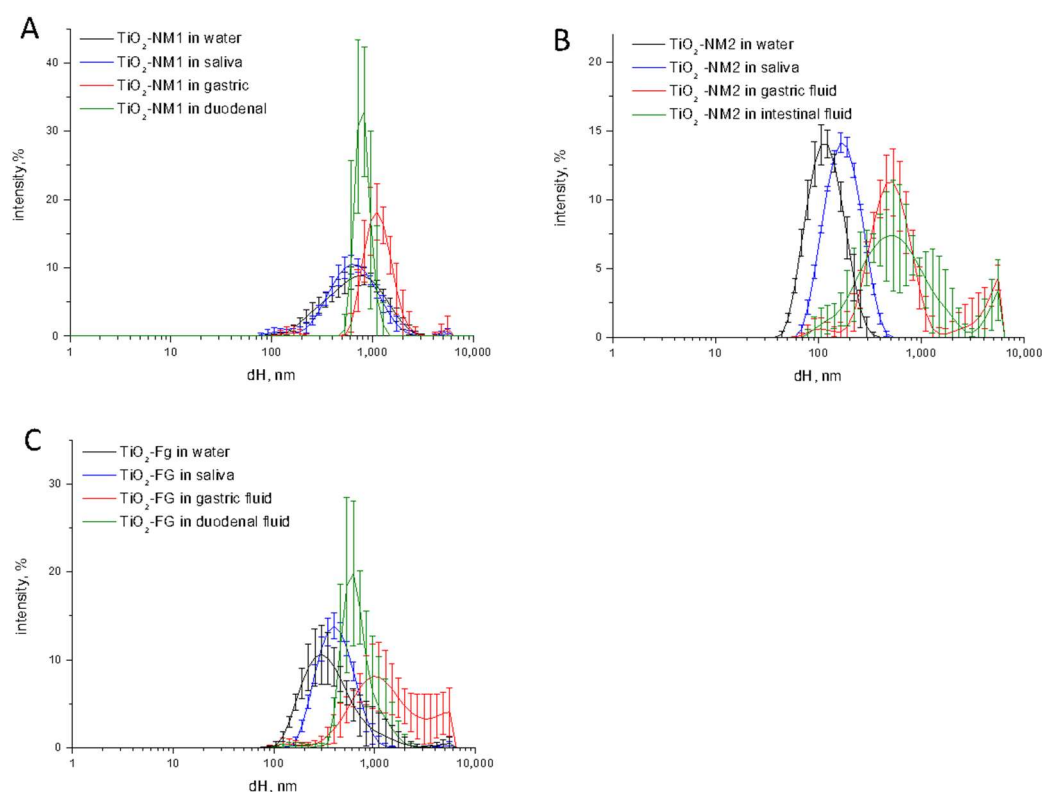 A
TiO₂-NM1 in water
TiO₂-NM1 in saliva
TiO₂-NM1 in gastric
TiO₂-NM1 in duodenal
intensity,%
40
30
20
10
0
1
10
100
1,000
10,000
dH, nm
B
TiO₂-NM2 in water
TiO₂-NM2 in saliva
TiO₂-NM2 in gastric fluid
TiO₂-NM2 in intestinal fluid
intensity, %
20
15
10
5
0
1
10
100
1,000
10,000
dH, nm
C
TiO₂-Fg in water
TiO₂-FG in saliva
TiO₂-FG in gastric fluid
TiO₂-FG in duodenal fluid
intensity, %
30
20
10
0
1
10
100
1,000
10,000
dH, nm